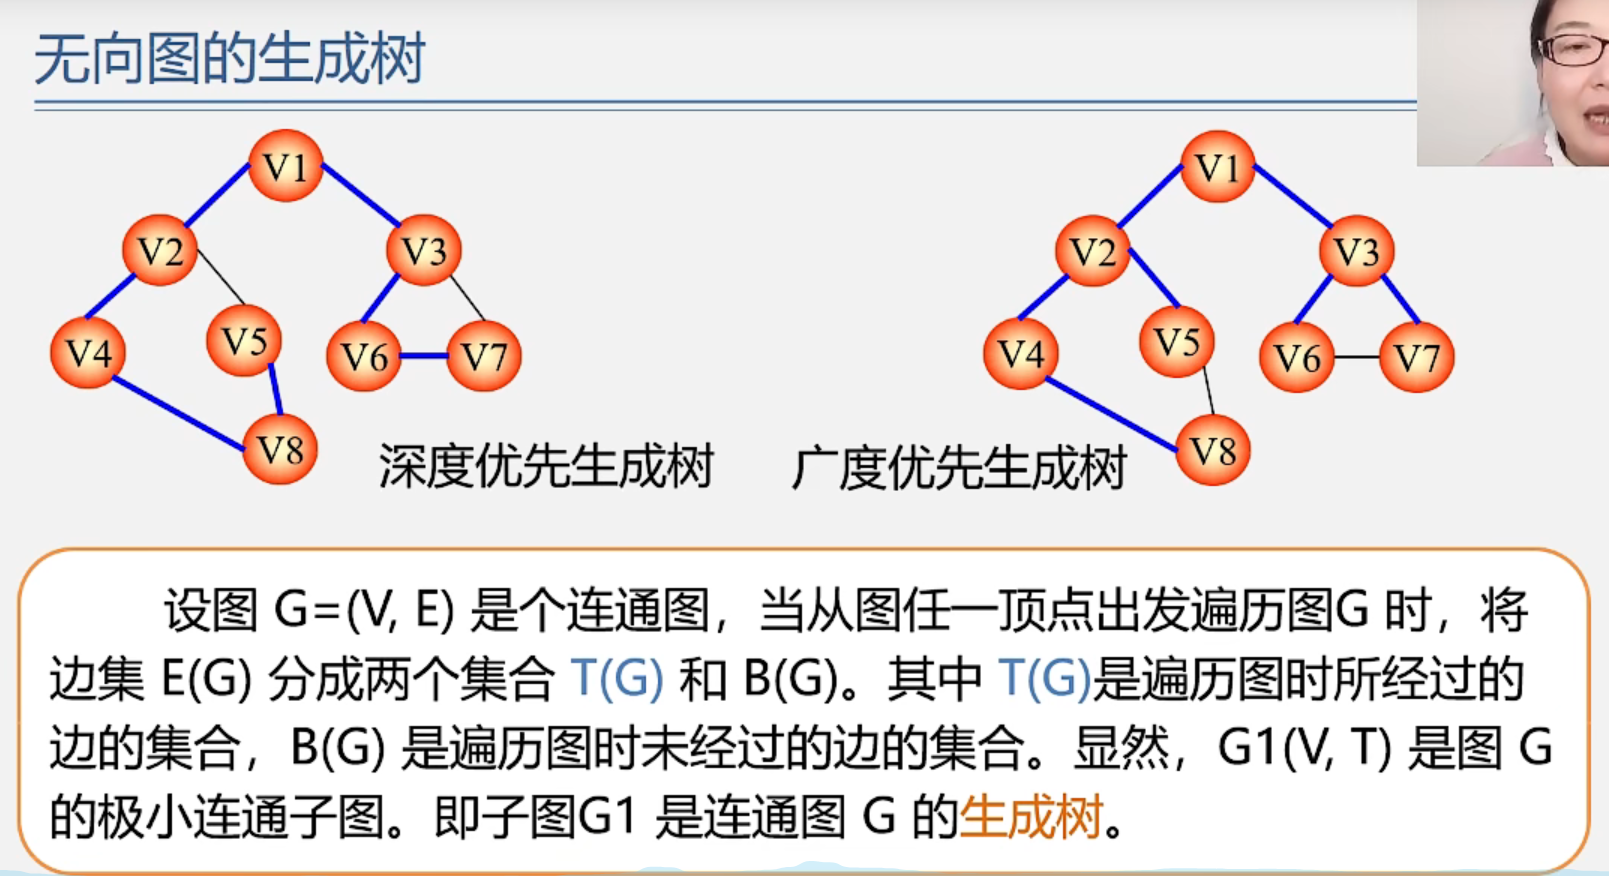 无向图的生成树
V1
V2
V3
V4
V5
V6
V7
V8
深度优先生成树
V1
V2
V3
V4
V5
V6
V7
V8
广度优先生成树
设图 G=(V, E) 是个连通图，当从图任一顶点出发遍历图G 时，将
边集 E(G) 分成两个集合 T(G) 和 B(G)。其中 T(G)是遍历图时所经过的
边的集合，B(G) 是遍历图时未经过的边的集合。显然，G1(V, T) 是图 G
的极小连通子图。即子图G1 是连通图 G 的生成树。